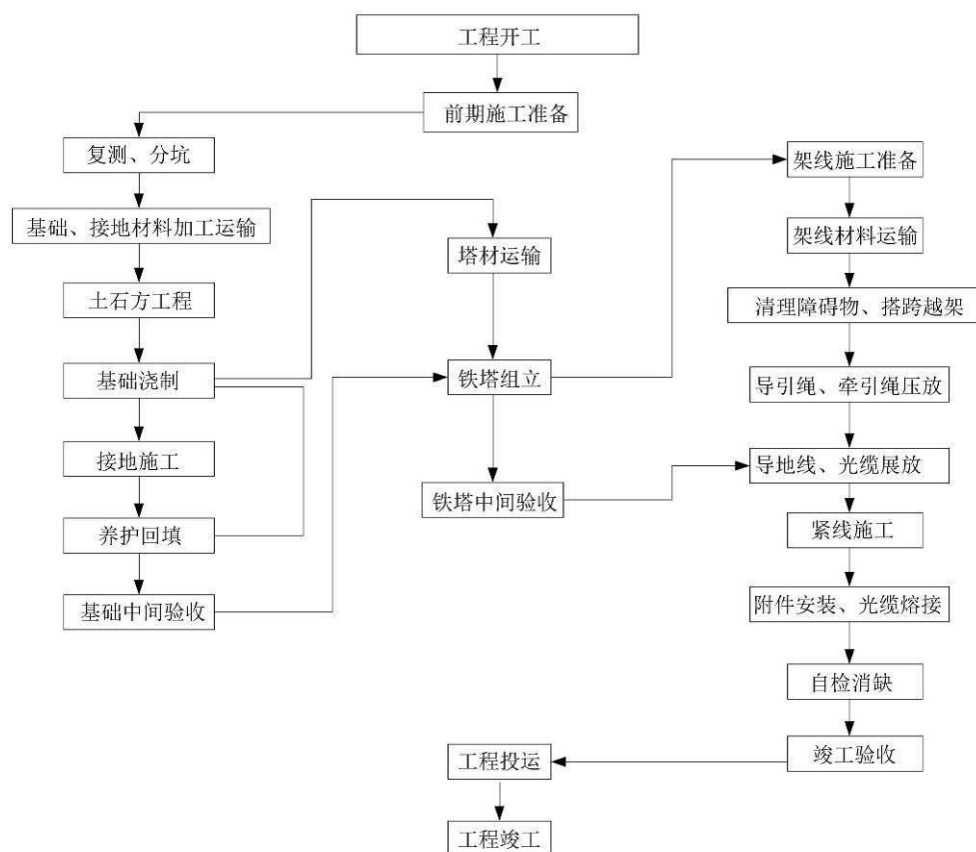 工程开工
前期施工准备
复测、分坑
基础、接地材料加工运输
土石方工程
基础浇制
接地施工
养护回填
基础中间验收
塔材运输
铁塔组立
铁塔中间验收
架线施工准备
架线材料运输
清理障碍物、搭跨越架
导引绳、牵引绳压放
导地线、光缆展放
紧线施工
附件安装、光缆熔接
自检消缺
竣工验收
工程投运
工程竣工